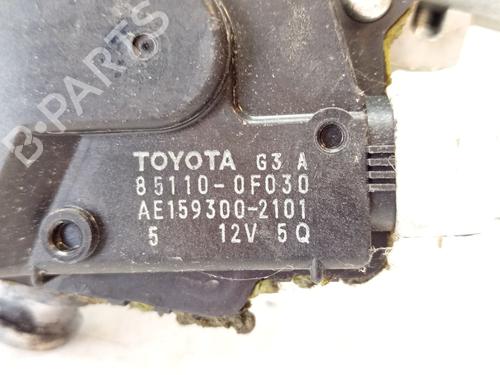 B-PARTS
TOYOTA G3 A
85110-0F030
AE159300-2101
5 12V 5Q